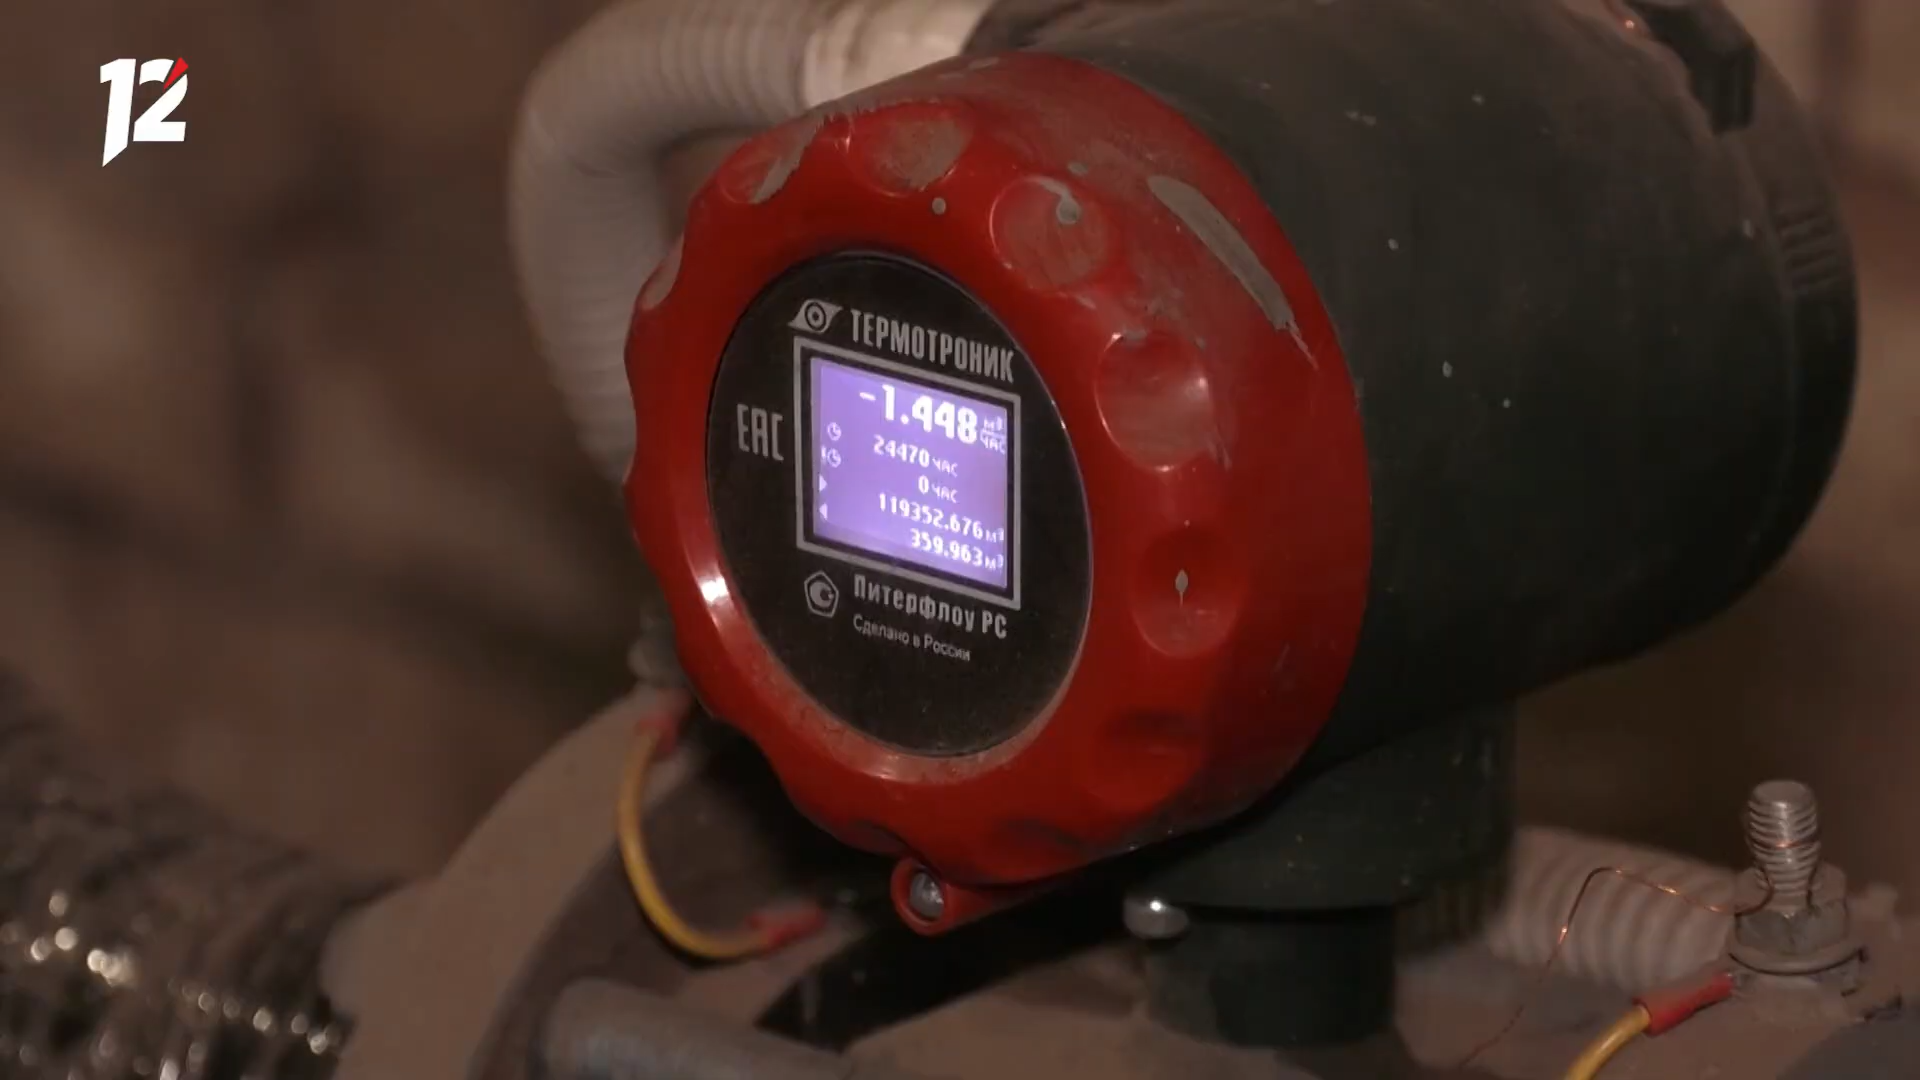 12
ТЕРМОТРОНИК
ЕАС
-1.448 м³/час
24470 час
0 час
119352.676 м³
359.963 м³
Питерфлоу РС
Сделано в России